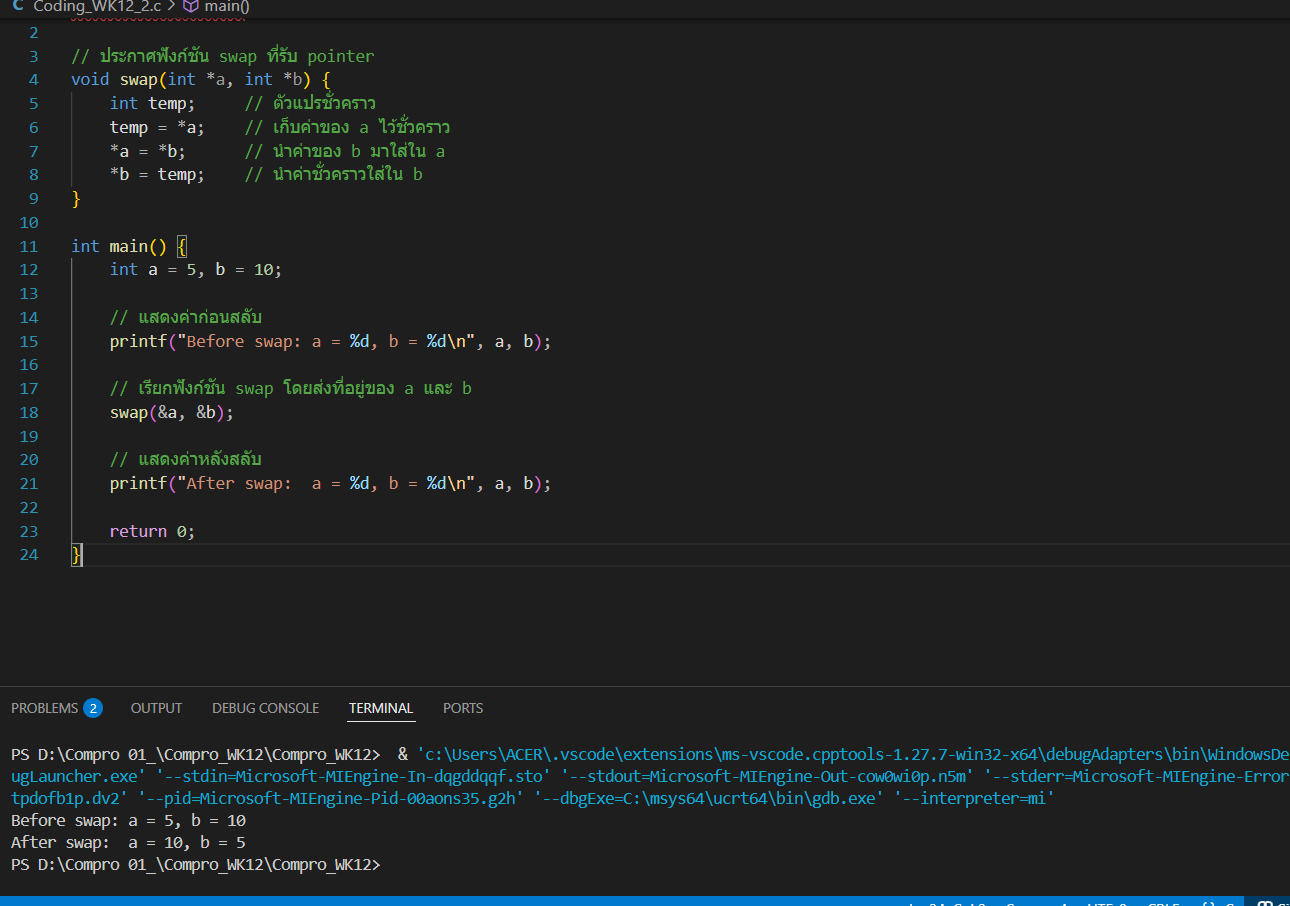 C Coding_WK12_2.c > main()
2
3 // ประกาศฟังก์ชัน swap ที่รับ pointer
4 void swap(int *a, int *b) {
5     int temp;     // ตัวแปรชั่วคราว
6     temp = *a;    // เก็บค่าของ a ไว้ชั่วคราว
7     *a = *b;      // นำค่าของ b มาใส่ใน a
8     *b = temp;    // นำค่าชั่วคราวใส่ใน b
9 }
10
11 int main() {
12     int a = 5, b = 10;
13
14     // แสดงค่าก่อนสลับ
15     printf("Before swap: a = %d, b = %d\n", a, b);
16
17     // เรียกฟังก์ชัน swap โดยส่งที่อยู่ของ a และ b
18     swap(&a, &b);
19
20     // แสดงค่าหลังสลับ
21     printf("After swap:  a = %d, b = %d\n", a, b);
22
23     return 0;
24 }
PROBLEMS 2 OUTPUT DEBUG CONSOLE TERMINAL PORTS
PS D:\Compro 01_\Compro_WK12\Compro_WK12>  & 'c:\Users\ACER\.vscode\extensions\ms-vscode.cpptools-1.27.7-win32-x64\debugAdapters\bin\WindowsDe
ugLauncher.exe' '--stdin=Microsoft-MIEngine-In-dqgddqqf.sto' '--stdout=Microsoft-MIEngine-Out-cow0wi0p.n5m' '--stderr=Microsoft-MIEngine-Error
tpdofb1p.dv2' '--pid=Microsoft-MIEngine-Pid-00aons35.g2h' '--dbgExe=C:\msys64\ucrt64\bin\gdb.exe' '--interpreter=mi'
Before swap: a = 5, b = 10
After swap:  a = 10, b = 5
PS D:\Compro 01_\Compro_WK12\Compro_WK12>